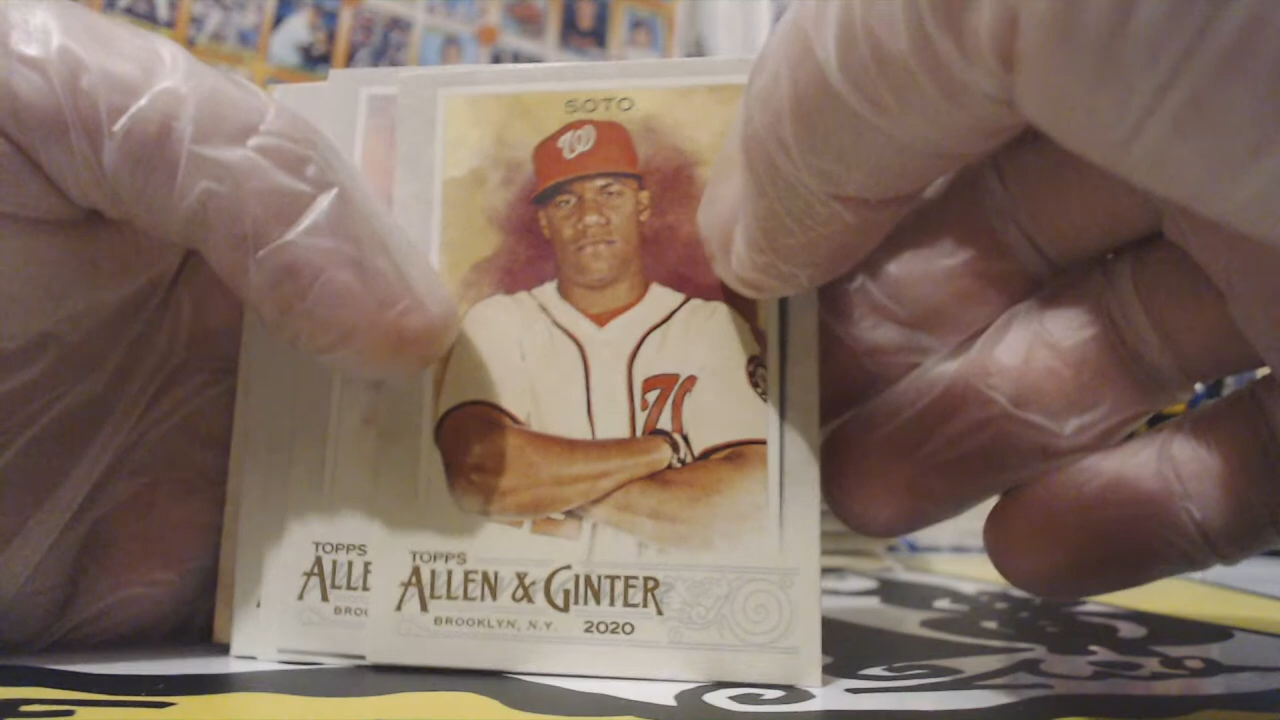 SOTO
W
TOPPS
ALLE
BROO
TOPPS
ALLEN & GINTER
BROOKLYN, N.Y. 2020